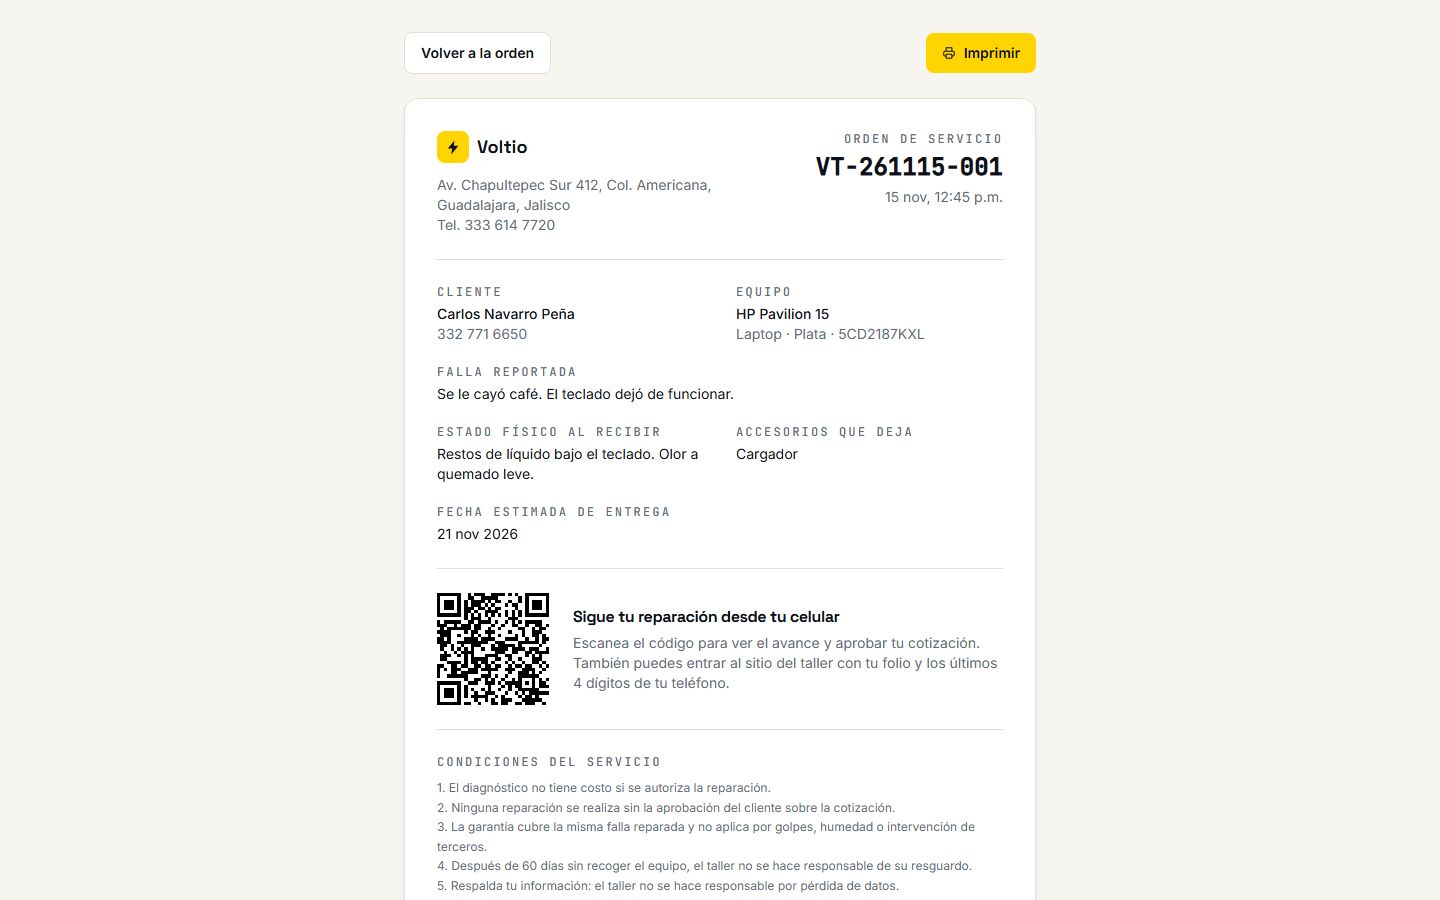 Volver a la orden
Imprimir
Voltio
Av. Chapultepec Sur 412, Col. Americana,
Guadalajara, Jalisco
Tel. 333 614 7720
ORDEN DE SERVICIO
VT-261115-001
15 nov, 12:45 p.m.
CLIENTE
Carlos Navarro Peña
332 771 6650
EQUIPO
HP Pavilion 15
Laptop · Plata · 5CD2187KXL
FALLA REPORTADA
Se le cayó café. El teclado dejó de funcionar.
ESTADO FÍSICO AL RECIBIR
Restos de líquido bajo el teclado. Olor a
quemado leve.
ACCESORIOS QUE DEJA
Cargador
FECHA ESTIMADA DE ENTREGA
21 nov 2026
Sigue tu reparación desde tu celular
Escanea el código para ver el avance y aprobar tu cotización.
También puedes entrar al sitio del taller con tu folio y los últimos
4 dígitos de tu teléfono.
CONDICIONES DEL SERVICIO
1. El diagnóstico no tiene costo si se autoriza la reparación.
2. Ninguna reparación se realiza sin la aprobación del cliente sobre la cotización.
3. La garantía cubre la misma falla reparada y no aplica por golpes, humedad o intervención de
terceros.
4. Después de 60 días sin recoger el equipo, el taller no se hace responsable de su resguardo.
5. Respalda tu información: el taller no se hace responsable por pérdida de datos.